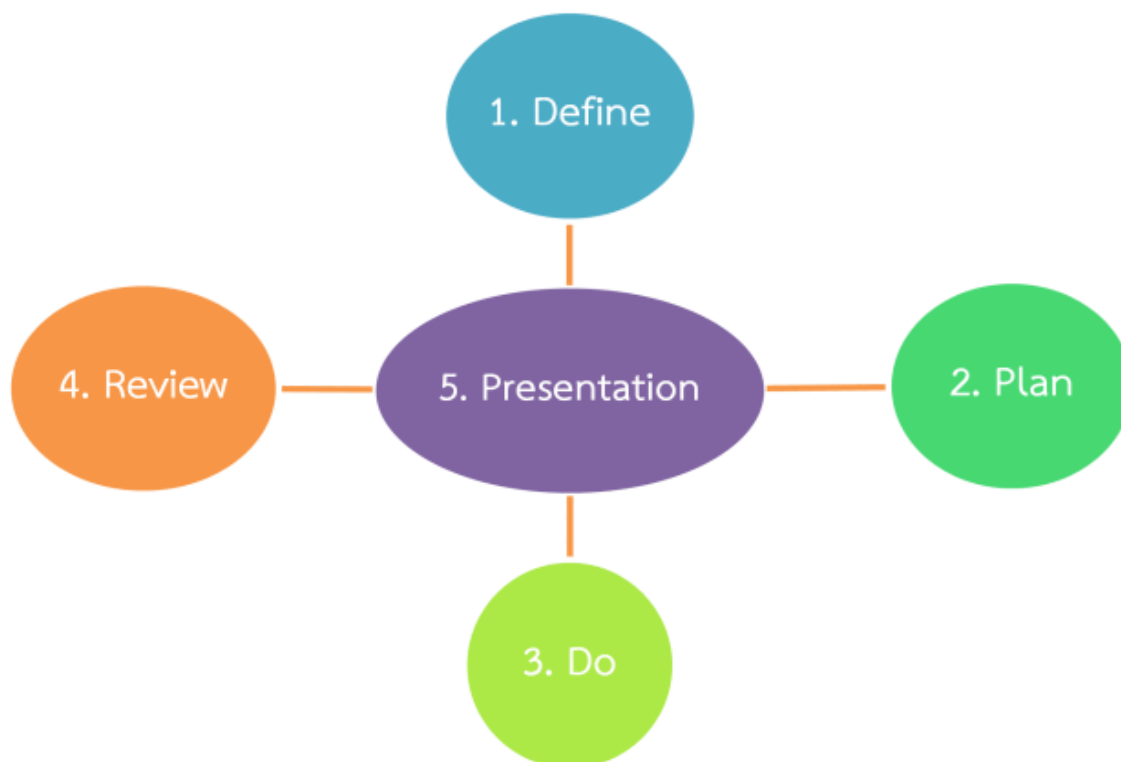 1. Define
2. Plan
3. Do
4. Review
5. Presentation